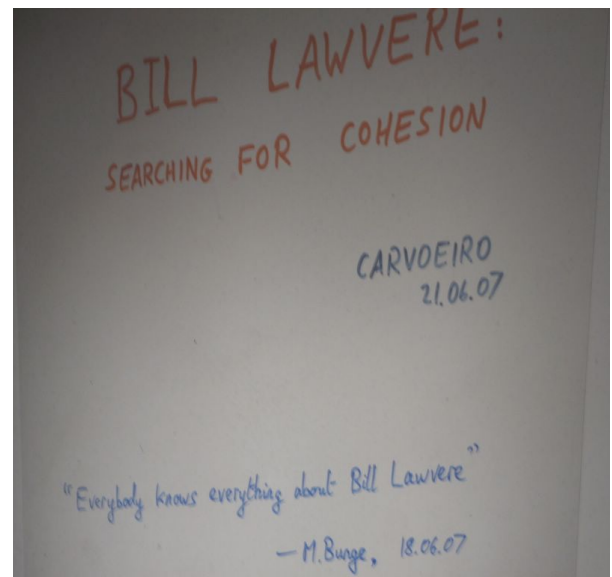 BILL LAWVERE:
SEARCHING FOR COHESION
CARVOEIRO
21.06.07
“Everybody knows everything about Bill Lawvere”
— M. Bunge, 18.06.07